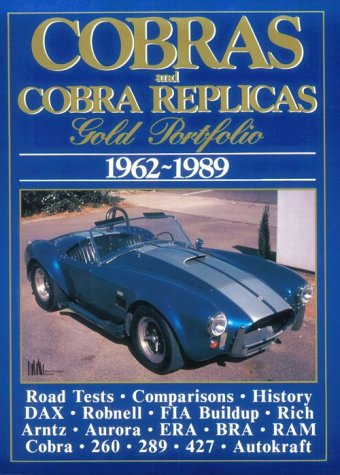 COBRAS
and
COBRA REPLICAS
Gold Portfolio
1962~1989
Road Tests · Comparisons · History
DAX · Robnell · FIA Buildup · Rich
Arntz · Aurora · ERA · BRA · RAM
Cobra · 260 · 289 · 427 · Autokraft